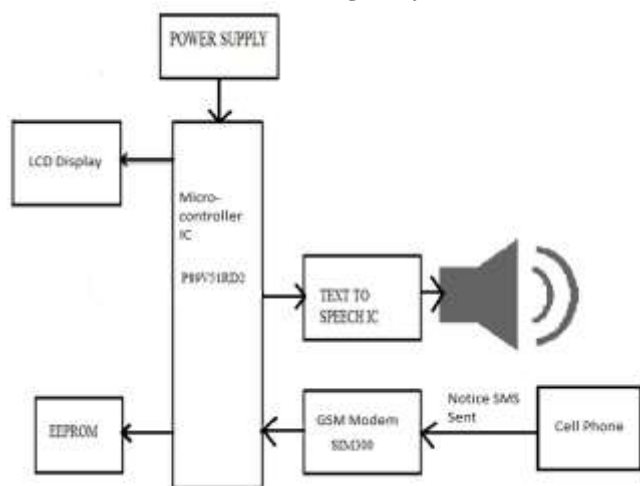 POWER SUPPLY
LCD Display
Micro-
controller
IC
P89V51RD2
TEXT TO
SPEECH IC
EEPROM
GSM Modem
SIM300
Notice SMS
Sent
Cell Phone